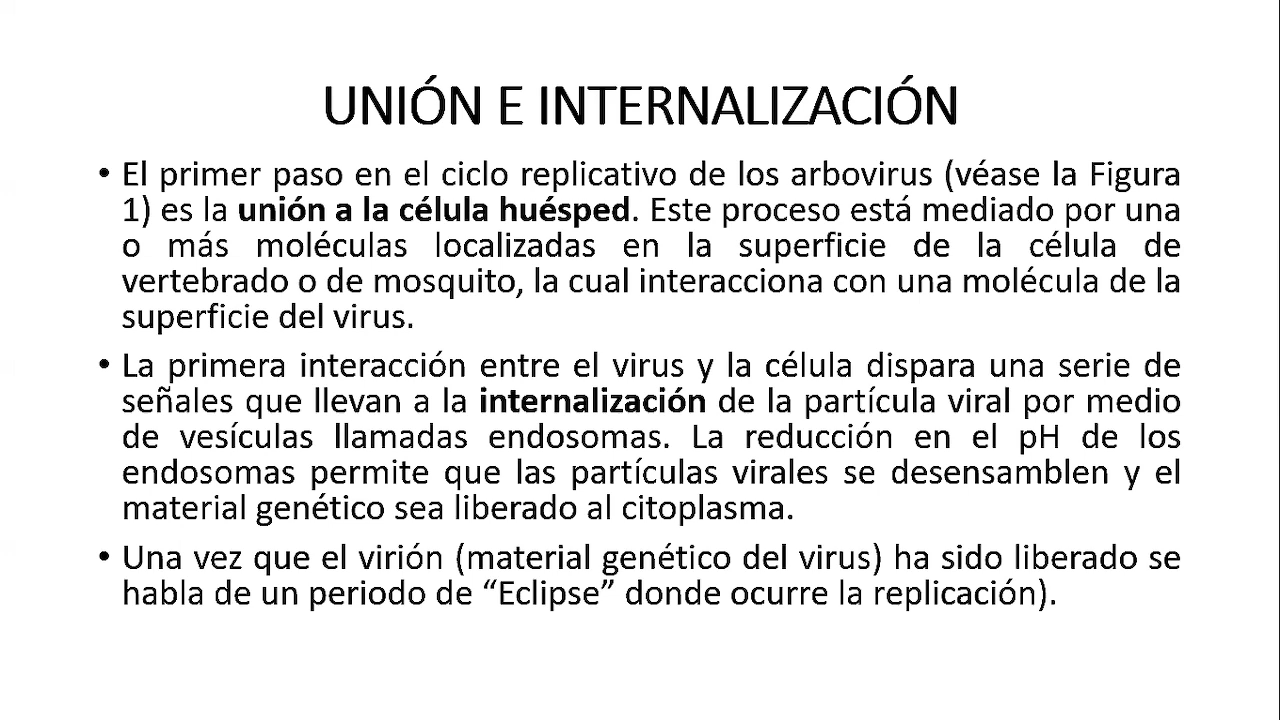 UNIÓN E INTERNALIZACIÓN
• El primer paso en el ciclo replicativo de los arbovirus (véase la Figura
1) es la unión a la célula huésped. Este proceso está mediado por una
o más moléculas localizadas en la superficie de la célula de
vertebrado o de mosquito, la cual interacciona con una molécula de la
superficie del virus.
• La primera interacción entre el virus y la célula dispara una serie de
señales que llevan a la internalización de la partícula viral por medio
de vesículas llamadas endosomas. La reducción en el pH de los
endosomas permite que las partículas virales se desensamblen y el
material genético sea liberado al citoplasma.
• Una vez que el virión (material genético del virus) ha sido liberado se
habla de un periodo de “Eclipse” donde ocurre la replicación).